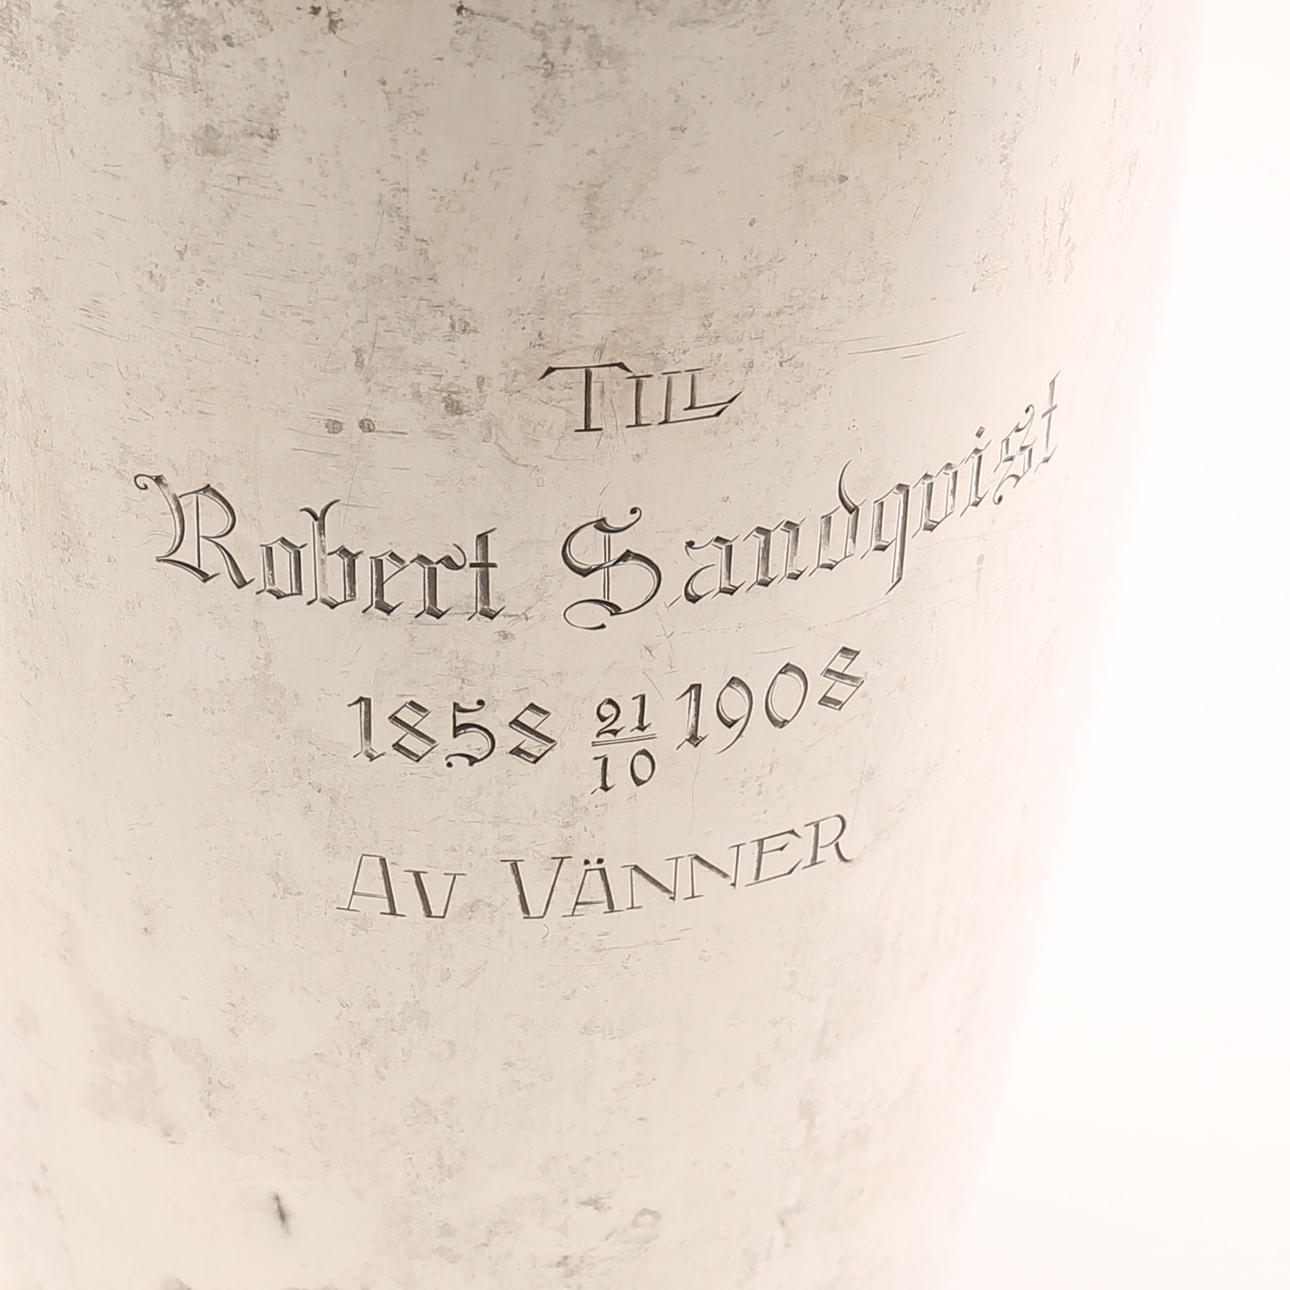 TILL
Robert Sandqvist
1858 21/10 1908
AV VÄNNER